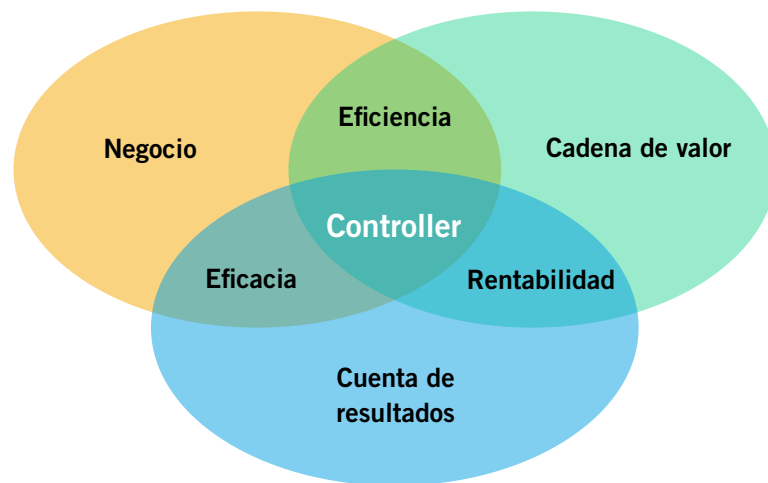 Eficiencia
Negocio
Cadena de valor
Controller
Eficacia
Rentabilidad
Cuenta de
resultados